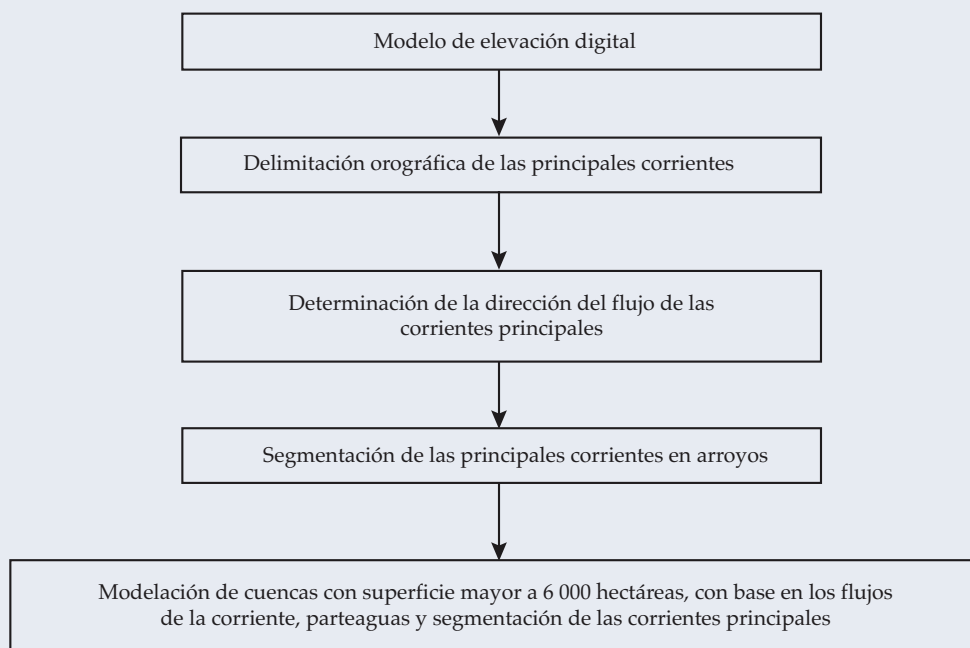 Modelo de elevación digital
Delimitación orográfica de las principales corrientes
Determinación de la dirección del flujo de las
corrientes principales
Segmentación de las principales corrientes en arroyos
Modelación de cuencas con superficie mayor a 6 000 hectáreas, con base en los flujos
de la corriente, parteaguas y segmentación de las corrientes principales